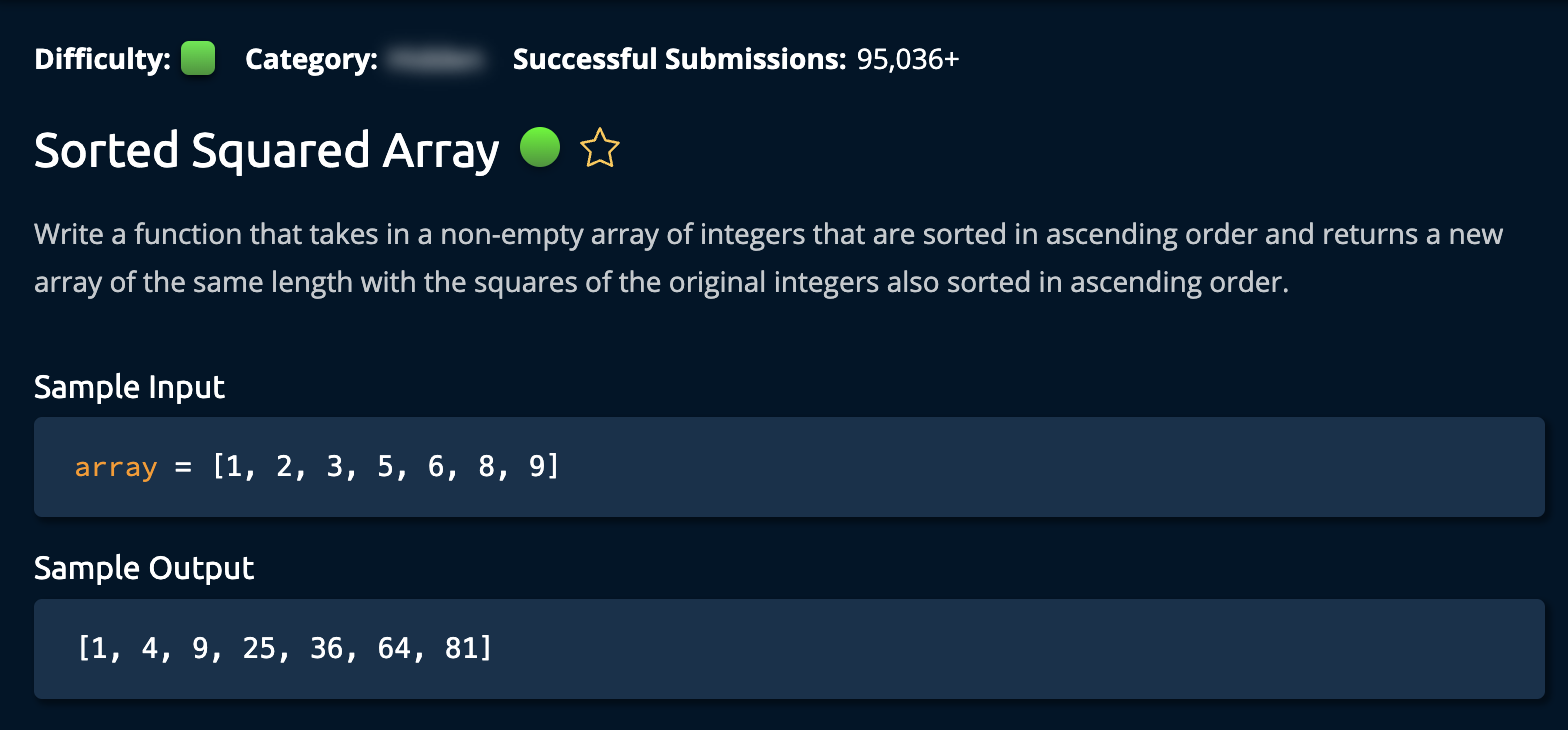 Difficulty: Category: Successful Submissions: 95,036+
Sorted Squared Array
Write a function that takes in a non-empty array of integers that are sorted in ascending order and returns a new
array of the same length with the squares of the original integers also sorted in ascending order.
Sample Input
array = [1, 2, 3, 5, 6, 8, 9]
Sample Output
[1, 4, 9, 25, 36, 64, 81]